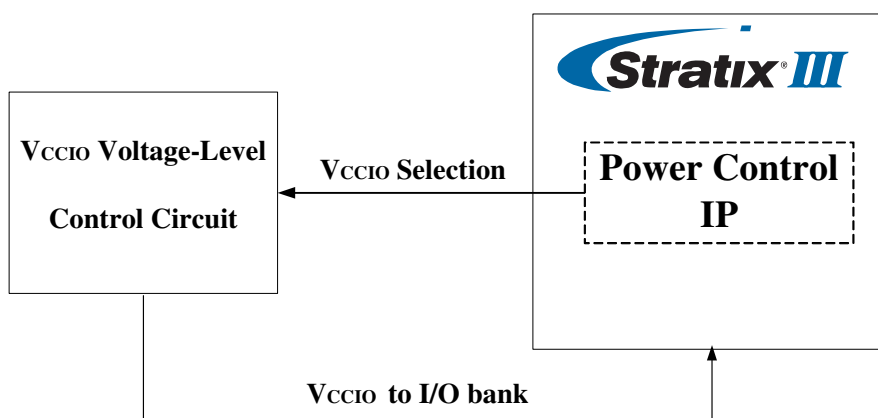 Stratix® III
VCCIO Voltage-Level
Control Circuit
VCCIO Selection
Power Control
IP
VCCIO to I/O bank